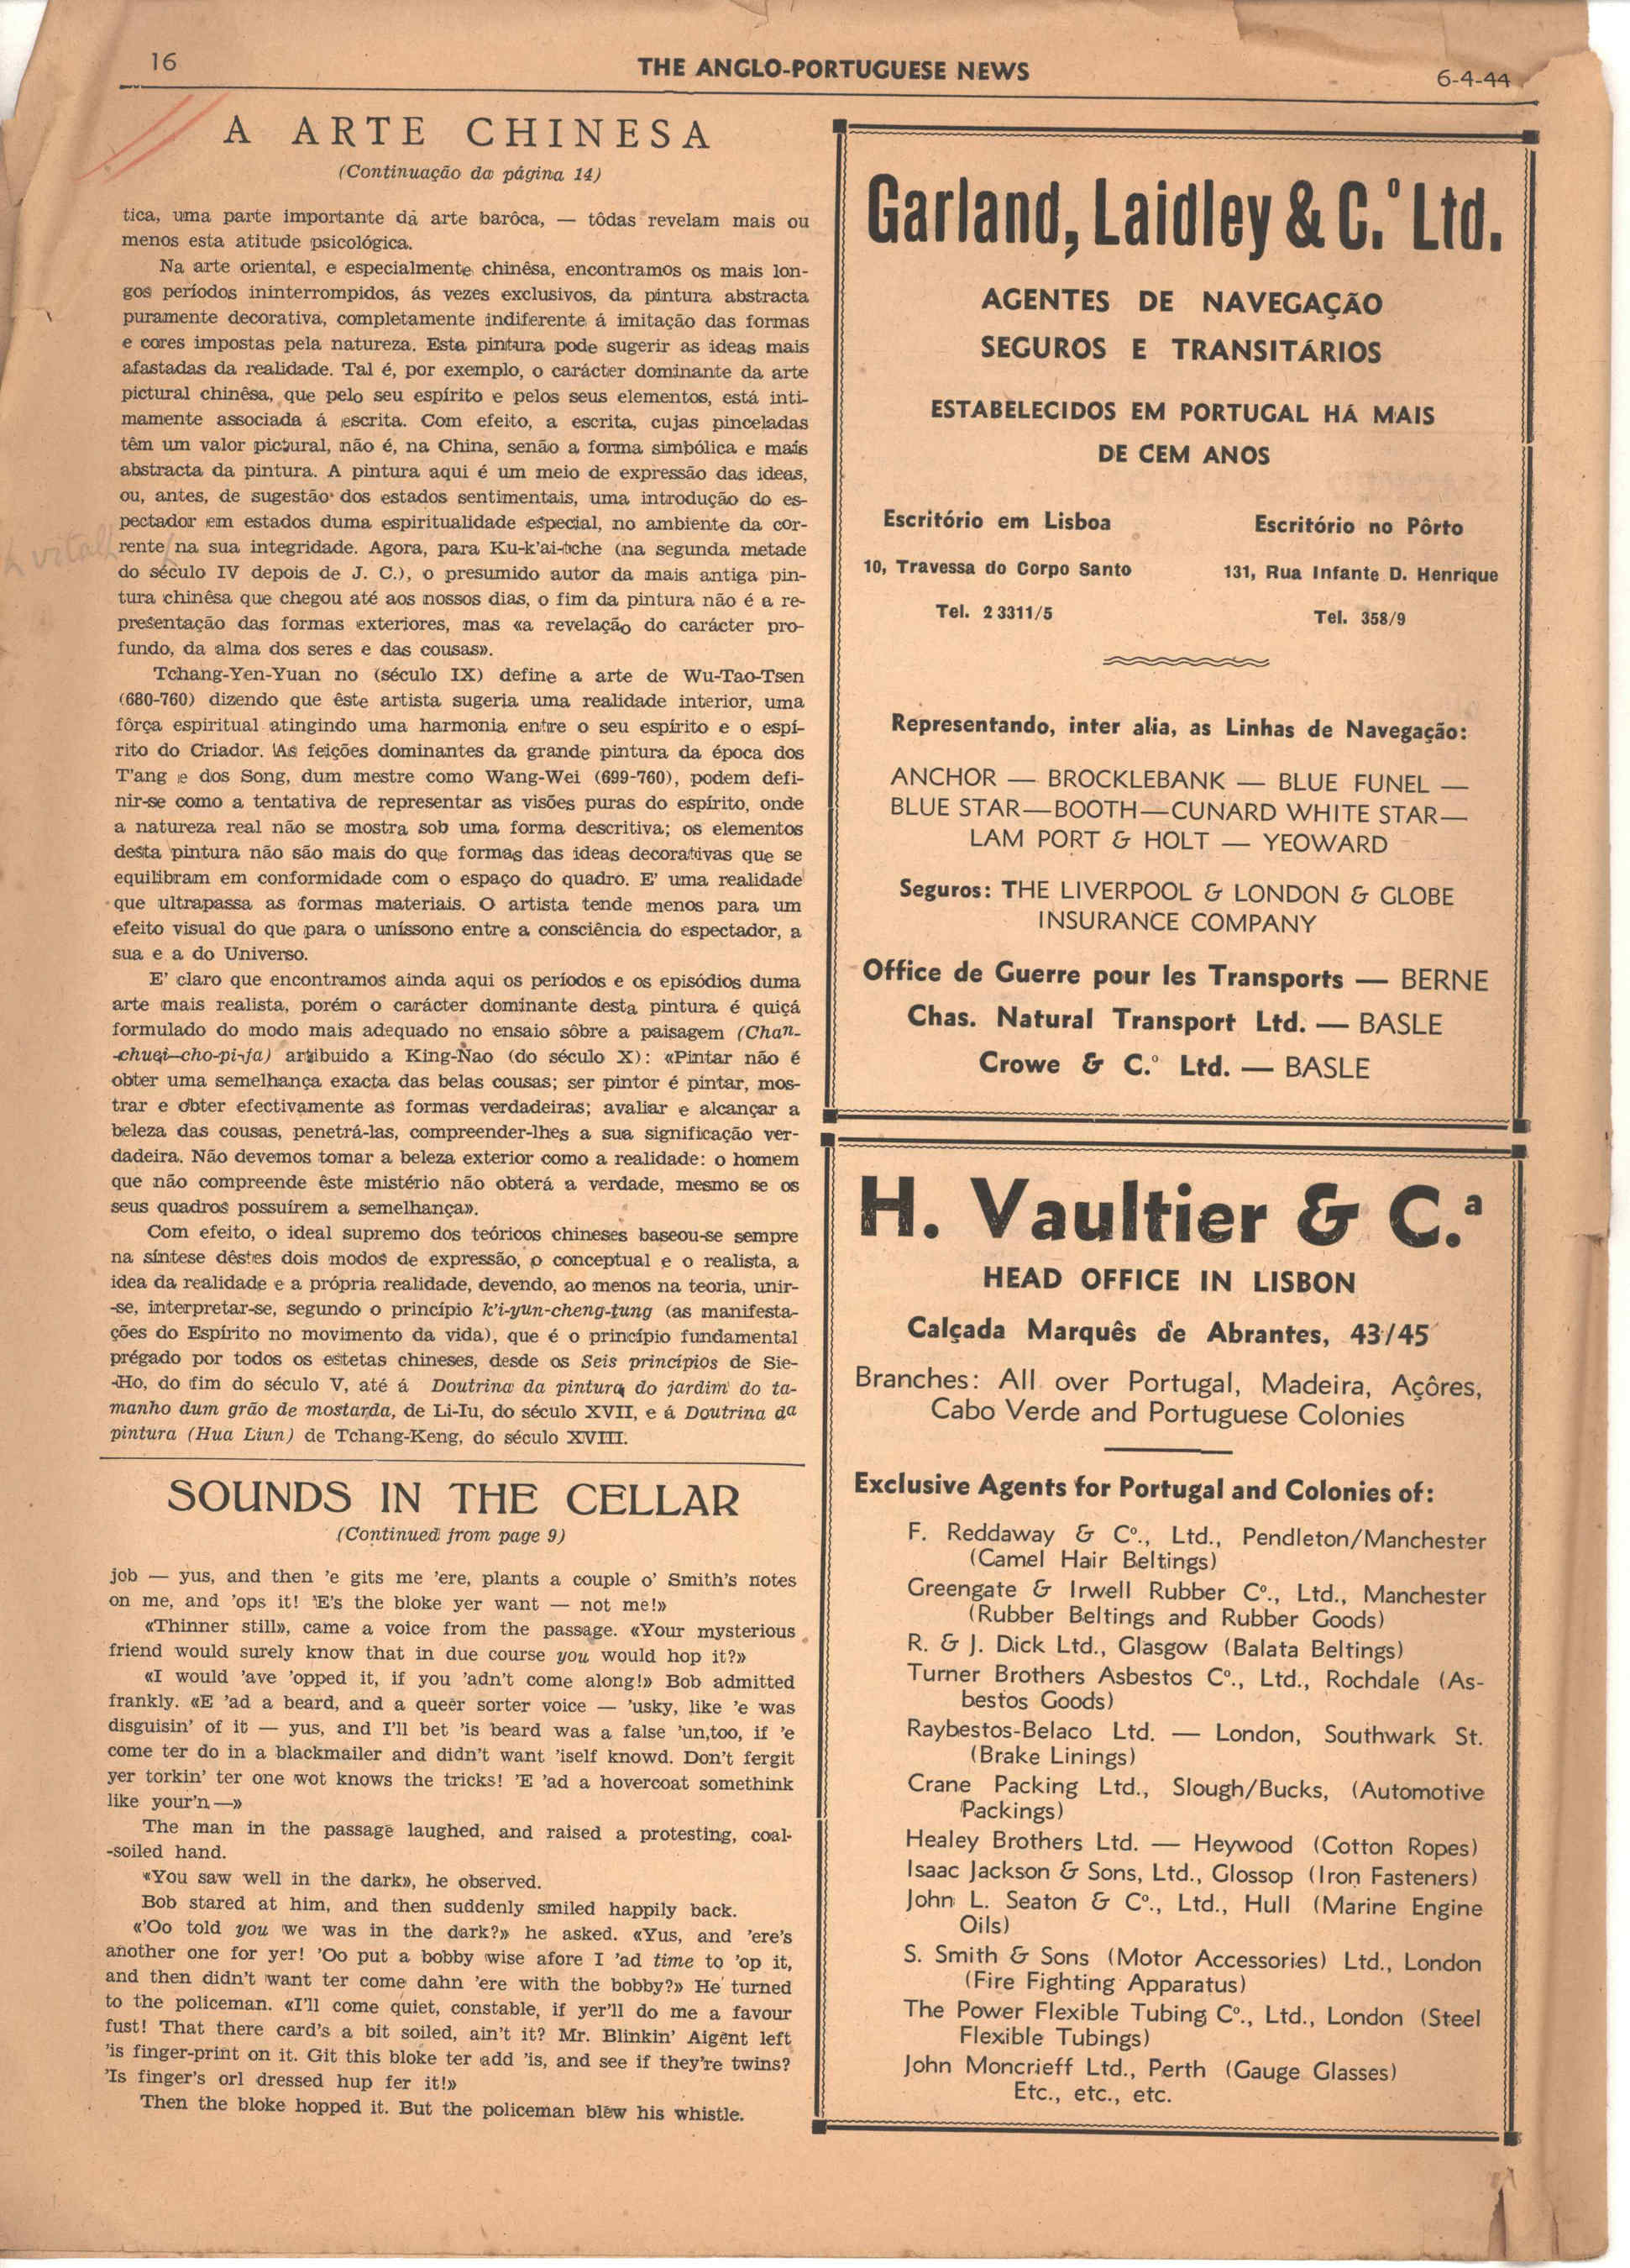 16
THE ANGLO-PORTUGUESE NEWS
6-4-44
A ARTE CHINESA
(Continuação da página 14)
tica, uma parte importante da arte barôca, — tôdas revelam mais ou
menos esta atitude psicológica.
Na arte oriental, e especialmente chinêsa, encontramos os mais lon-
gos períodos ininterrompidos, ás vezes exclusivos, da pintura abstracta
puramente decorativa, completamente indiferente á imitação das formas
e cores impostas pela natureza. Esta pintura pode sugerir as ideas mais
afastadas da realidade. Tal é, por exemplo, o carácter dominante da arte
pictural chinêsa, que pelo seu espírito e pelos seus elementos, está inti-
mamente associada á escrita. Com efeito, a escrita, cujas pinceladas
têm um valor pictural, não é, na China, senão a forma simbólica e mais
abstracta da pintura. A pintura aqui é um meio de expressão das ideas,
ou, antes, de sugestão dos estados sentimentais, uma introdução do es-
pectador em estados duma espiritualidade especial, no ambiente da cor-
vital
rente na sua integridade. Agora, para Ku-k'ai-tche (na segunda metade
do século IV depois de J. C.), o presumido autor da mais antiga pin-
tura chinêsa que chegou até aos nossos dias, o fim da pintura não é a re-
presentação das formas exteriores, mas «a revelação do carácter pro-
fundo, da alma dos seres e das cousas».
Tchang-Yen-Yuan no (século IX) define a arte de Wu-Tao-Tsen
(680-760) dizendo que êste artista sugeria uma realidade interior, uma
fôrça espiritual atingindo uma harmonia entre o seu espírito e o espí-
rito do Criador. As feições dominantes da grande pintura da época dos
T'ang e dos Song, dum mestre como Wang-Wei (699-760), podem defi-
nir-se como a tentativa de representar as visões puras do espírito, onde
a natureza real não se mostra sob uma forma descritiva; os elementos
desta pintura não são mais do que formas das ideas decorativas que se
equilibram em conformidade com o espaço do quadro. E' uma realidade
que ultrapassa as formas materiais. O artista tende menos para um
efeito visual do que para o uníssono entre a consciência do espectador, a
sua e a do Universo.
E' claro que encontramos ainda aqui os períodos e os episódios duma
arte mais realista, porém o carácter dominante desta pintura é quiçá
formulado do modo mais adequado no ensaio sôbre a paisagem (Chan-
-chuei-cho-pi-fa) artibuido a King-Nao (do século X): «Pintar não é
obter uma semelhança exacta das belas cousas; ser pintor é pintar, mos-
trar e obter efectivamente as formas verdadeiras; avaliar e alcançar a
beleza das cousas, penetrá-las, compreender-lhes a sua significação ver-
dadeira. Não devemos tomar a beleza exterior como a realidade: o homem
que não compreende êste mistério não obterá a verdade, mesmo se os
seus quadros possuírem a semelhança».
Com efeito, o ideal supremo dos teóricos chineses baseou-se sempre
na síntese dêstes dois modos de expressão, o conceptual e o realista, a
idea da realidade e a própria realidade, devendo, ao menos na teoria, unir-
-se, interpretar-se, segundo o princípio k'i-yun-cheng-tung (as manifesta-
ções do Espírito no movimento da vida), que é o princípio fundamental
prégado por todos os estetas chineses, desde os Seis princípios de Sie-
-Ho, do fim do século V, até á Doutrina da pintura do jardim do ta-
manho dum grão de mostarda, de Li-Iu, do século XVII, e á Doutrina da
pintura (Hua Liun) de Tchang-Keng, do século XVIII.
SOUNDS IN THE CELLAR
(Continued from page 9)
job — yus, and then 'e gits me 'ere, plants a couple o' Smith's notes
on me, and 'ops it! 'E's the bloke yer want — not me!»
«Thinner still», came a voice from the passage. «Your mysterious
friend would surely know that in due course you would hop it?»
«I would 'ave 'opped it, if you 'adn't come along!» Bob admitted
frankly. «E 'ad a beard, and a queer sorter voice — 'usky, like 'e was
disguisin' of it — yus, and I'll bet 'is beard was a false 'un,too, if 'e
come ter do in a blackmailer and didn't want 'iself knowd. Don't fergit
yer torkin' ter one wot knows the tricks! 'E 'ad a hovercoat somethink
like your'n —»
The man in the passage laughed, and raised a protesting, coal-
-soiled hand.
«You saw well in the dark», he observed.
Bob stared at him, and then suddenly smiled happily back.
«'Oo told you we was in the dark?» he asked. «Yus, and 'ere's
another one for yer! 'Oo put a bobby wise afore I 'ad time to 'op it,
and then didn't want ter come dahn 'ere with the bobby?» He turned
to the policeman. «I'll come quiet, constable, if yer'll do me a favour
fust! That there card's a bit soiled, ain't it? Mr. Blinkin' Aigent left
'is finger-print on it. Git this bloke ter add 'is, and see if they're twins?
'Is finger's orl dressed hup fer it!»
Then the bloke hopped it. But the policeman blew his whistle.
Garland, Laidley & C.º Ltd.
AGENTES DE NAVEGAÇÃO
SEGUROS E TRANSITÁRIOS
ESTABELECIDOS EM PORTUGAL HÁ MAIS
DE CEM ANOS
Escritório em Lisboa
10, Travessa do Corpo Santo
Tel. 2 3311/5
Escritório no Pôrto
131, Rua Infante D. Henrique
Tel. 358/9
Representando, inter alia, as Linhas de Navegação:
ANCHOR — BROCKLEBANK — BLUE FUNEL —
BLUE STAR—BOOTH—CUNARD WHITE STAR—
LAM PORT & HOLT — YEOWARD
Seguros: THE LIVERPOOL & LONDON & GLOBE
INSURANCE COMPANY
Office de Guerre pour les Transports — BERNE
Chas. Natural Transport Ltd. — BASLE
Crowe & C.º Ltd. — BASLE
H. Vaultier & C.ª
HEAD OFFICE IN LISBON
Calçada Marquês de Abrantes, 43/45
Branches: All over Portugal, Madeira, Açôres,
Cabo Verde and Portuguese Colonies
Exclusive Agents for Portugal and Colonies of:
F. Reddaway & Cº., Ltd., Pendleton/Manchester
(Camel Hair Beltings)
Greengate & Irwell Rubber Cº., Ltd., Manchester
(Rubber Beltings and Rubber Goods)
R. & J. Dick Ltd., Glasgow (Balata Beltings)
Turner Brothers Asbestos Cº., Ltd., Rochdale (As-
bestos Goods)
Raybestos-Belaco Ltd. — London, Southwark St.
(Brake Linings)
Crane Packing Ltd., Slough/Bucks, (Automotive
Packings)
Healey Brothers Ltd. — Heywood (Cotton Ropes)
Isaac Jackson & Sons, Ltd., Glossop (Iron Fasteners)
John L. Seaton & Cº., Ltd., Hull (Marine Engine
Oils)
S. Smith & Sons (Motor Accessories) Ltd., London
(Fire Fighting Apparatus)
The Power Flexible Tubing Cº., Ltd., London (Steel
Flexible Tubings)
John Moncrieff Ltd., Perth (Gauge Glasses)
Etc., etc., etc.